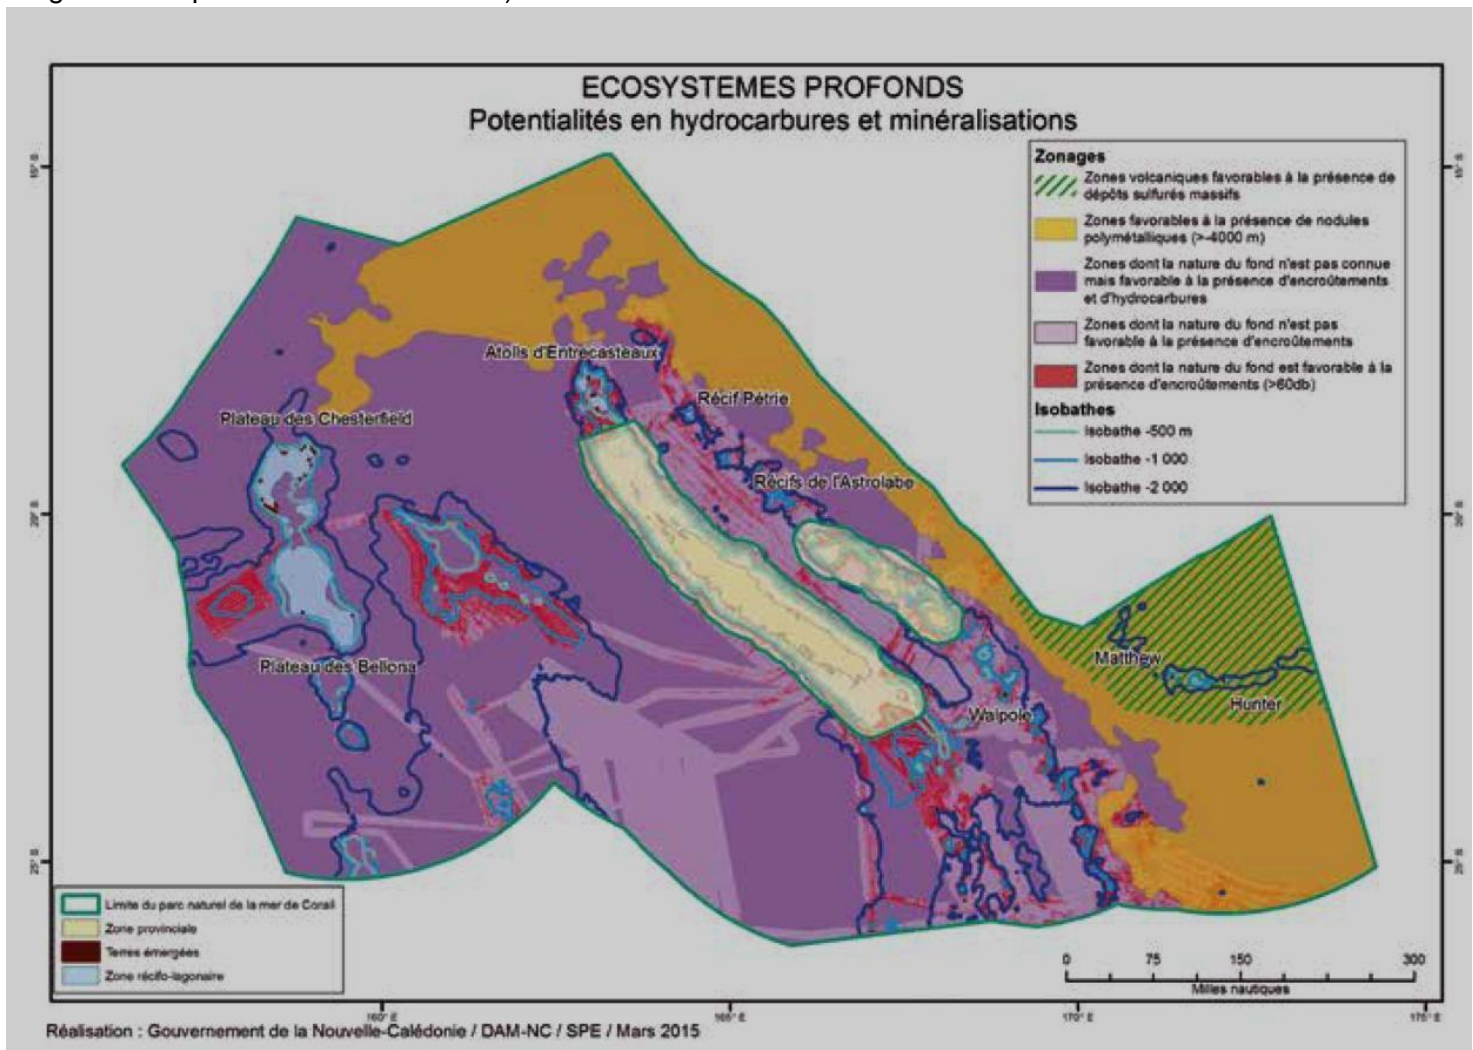 ECOSYSTEMES PROFONDS
Potentialités en hydrocarbures et minéralisations
Zonages
Zones volcaniques favorables à la présence de
dépôts sulfurés massifs
Zones favorables à la présence de nodules
polymétalliques (>-4000 m)
Zones dont la nature du fond n'est pas connue
mais favorable à la présence d'encroûtements
et d'hydrocarbures
Zones dont la nature du fond n'est pas
favorable à la présence d'encroûtements
Zones dont la nature du fond est favorable à la
présence d'encroûtements (>60db)
Isobathes
Isobathe -500 m
Isobathe -1 000
Isobathe -2 000
15° S
15° S
Atolls d'Entrecasteaux
Récif Pétrie
Plateau des Chesterfield
Récifs de l'Astrolabe
20° S
20° S
Plateau des Bellona
Matthew
Hunter
Walpole
25° S
25° S
Limite du parc naturel de la mer de Corail
Zone provinciale
Terres émergées
Zone récifo-lagonaire
0 75 150 300
Milles nautiques
160° E 165° E 170° E 175° E
Réalisation : Gouvernement de la Nouvelle-Calédonie / DAM-NC / SPE / Mars 2015